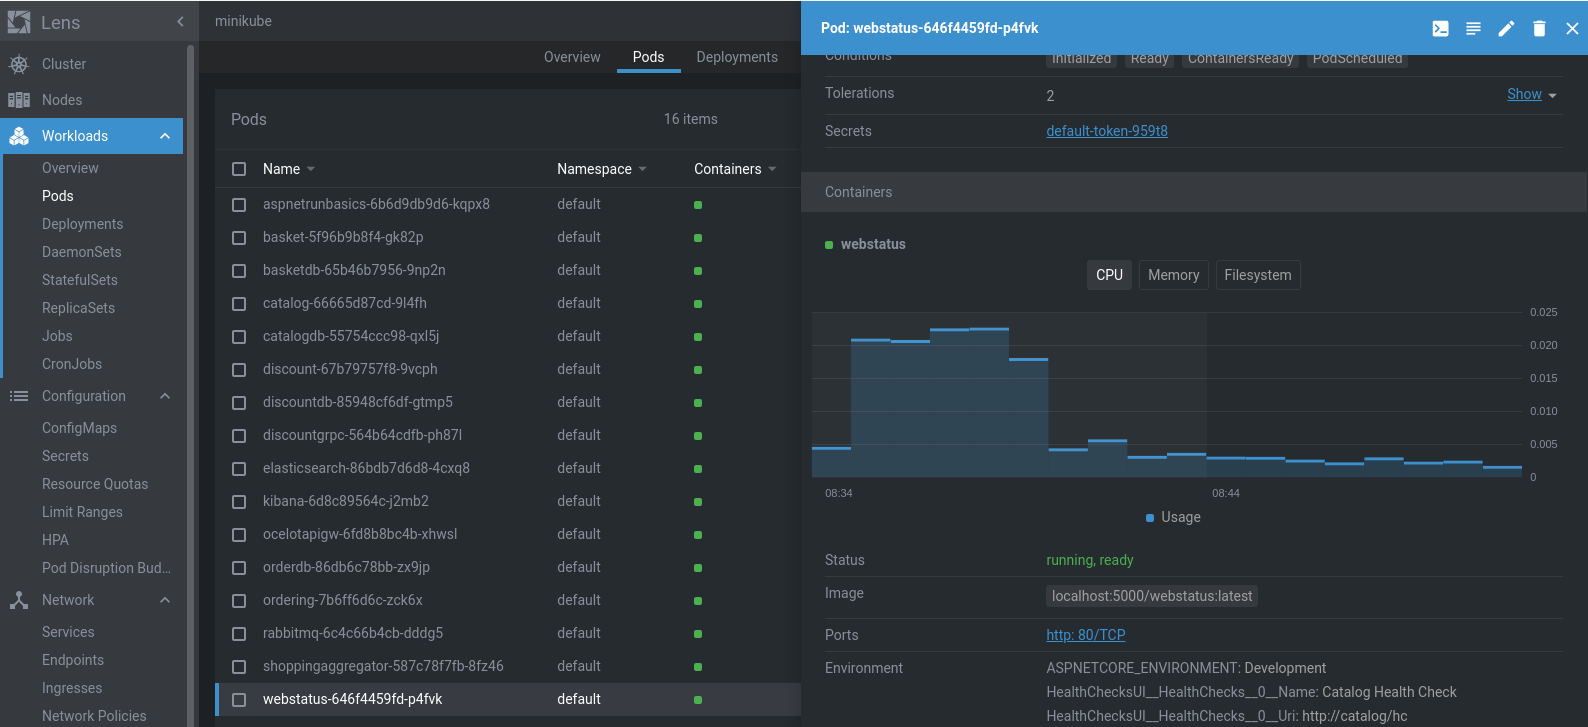 Lens
Cluster
Nodes
Workloads
Overview
Pods
Deployments
DaemonSets
StatefulSets
ReplicaSets
Jobs
CronJobs
Configuration
ConfigMaps
Secrets
Resource Quotas
Limit Ranges
HPA
Pod Disruption Bud...
Network
Services
Endpoints
Ingresses
Network Policies
minikube
Overview Pods Deployments
Pods 16 items
Name Namespace Containers
aspnetrunbasics-6b6d9db9d6-kqpx8 default
basket-5f96b9b8f4-gk82p default
basketdb-65b46b7956-9np2n default
catalog-66665d87cd-9l4fh default
catalogdb-55754ccc98-qxl5j default
discount-67b79757f8-9vcph default
discountdb-85948cf6df-gtmp5 default
discountgrpc-564b64cdfb-ph87l default
elasticsearch-86bdb7d6d8-4cxq8 default
kibana-6d8c89564c-j2mb2 default
ocelotapigw-6fd8b8bc4b-xhwsl default
orderdb-86db6c78bb-zx9jp default
ordering-7b6ff6d6c-zck6x default
rabbitmq-6c4c66b4cb-dddg5 default
shoppingaggregator-587c78f7fb-8fz46 default
webstatus-646f4459fd-p4fvk default
Pod: webstatus-646f4459fd-p4fvk
Conditions Initialized Ready ContainersReady PodScheduled
Tolerations 2 Show
Secrets default-token-959t8
Containers
webstatus
CPU Memory Filesystem
0.025
0.020
0.015
0.010
0.005
0
08:34 08:44
Usage
Status running, ready
Image localhost:5000/webstatus:latest
Ports http: 80/TCP
Environment ASPNETCORE_ENVIRONMENT: Development
HealthChecksUI__HealthChecks__0__Name: Catalog Health Check
HealthChecksUI__HealthChecks__0__Uri: http://catalog/hc